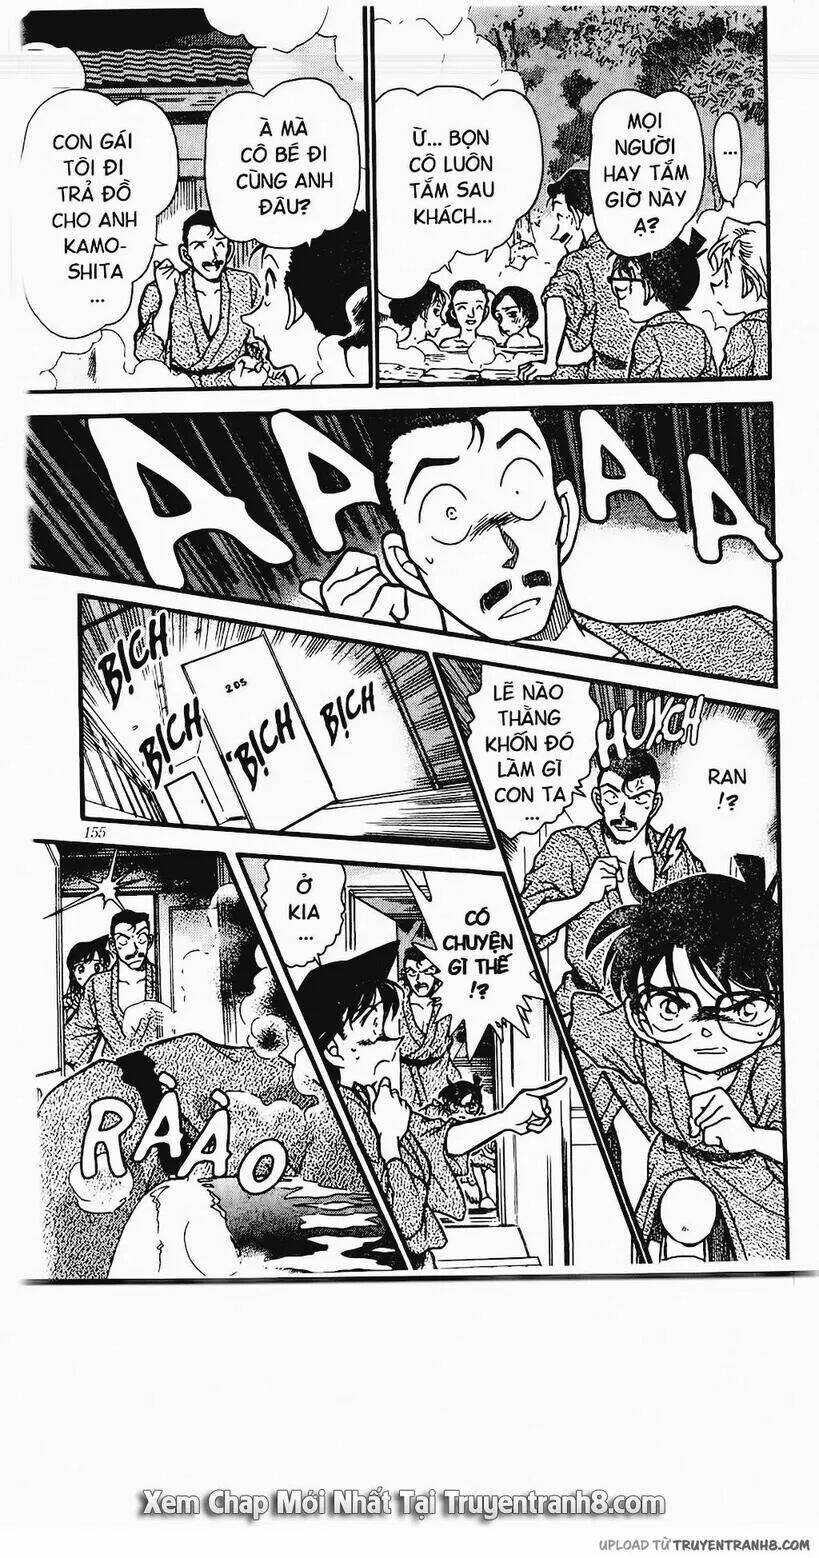 ...
MỌI
NGƯỜI
HAY TẮM
GIỜ NÀY
Ạ?
Ừ... BỌN
CÔ LUÔN
TẮM SAU
KHÁCH...
À MÀ
CÔ BÉ ĐI
CÙNG ANH
ĐÂU?
CON GÁI
TÔI ĐI
TRẢ ĐỒ
CHO ANH
KAMO-
SHITA
...
A A A A
RAN
!?
HUỴCH
LẼ NÀO
THẰNG
KHỐN ĐÓ
LÀM GÌ
CON TA
...
BỊCH
BỊCH
BỊCH
BỊCH
205
155
CÓ
CHUYỆN
GÌ THẾ
!?
Ở
KIA
...
RÀÀO
Xem Chap Mới Nhất Tại Truyentranh8.com
UPLOAD TỪ TRUYENTRANH8.COM